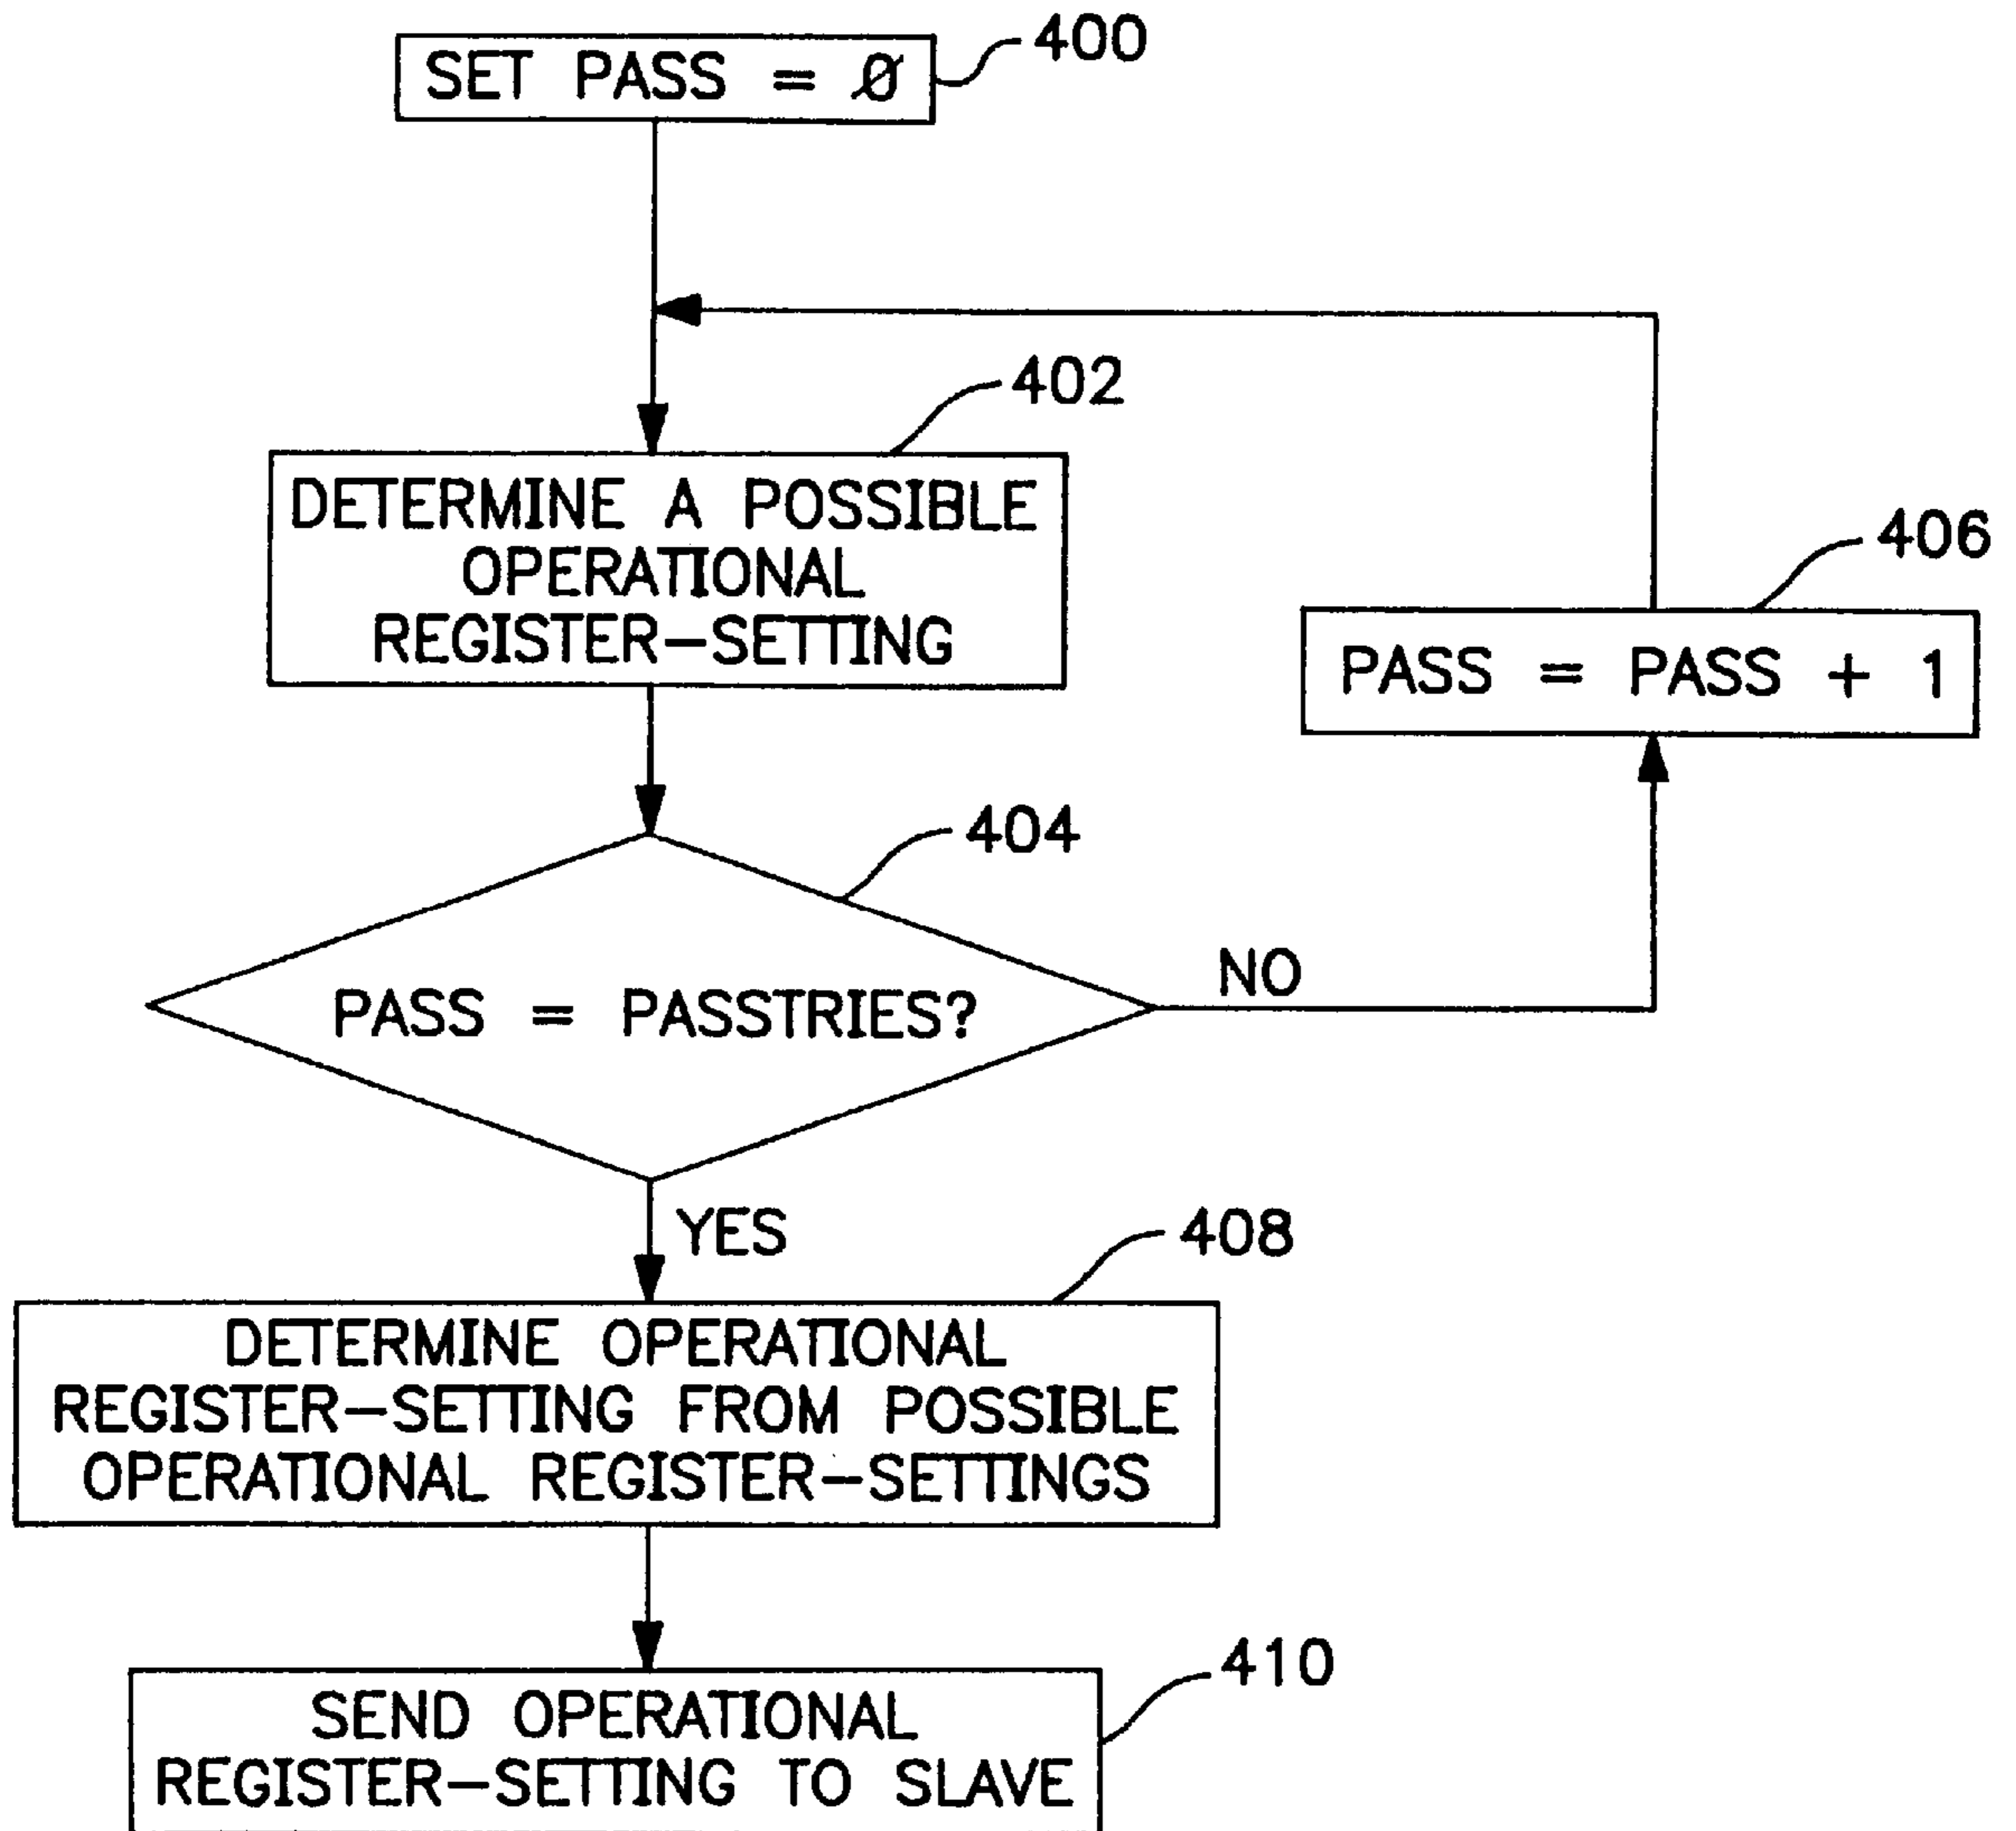 SET PASS = Ø
400
402
DETERMINE A POSSIBLE
OPERATIONAL
REGISTER-SETTING
406
PASS = PASS + 1
404
PASS = PASSTRIES?
NO
YES
408
DETERMINE OPERATIONAL
REGISTER-SETTING FROM POSSIBLE
OPERATIONAL REGISTER-SETTINGS
410
SEND OPERATIONAL
REGISTER-SETTING TO SLAVE